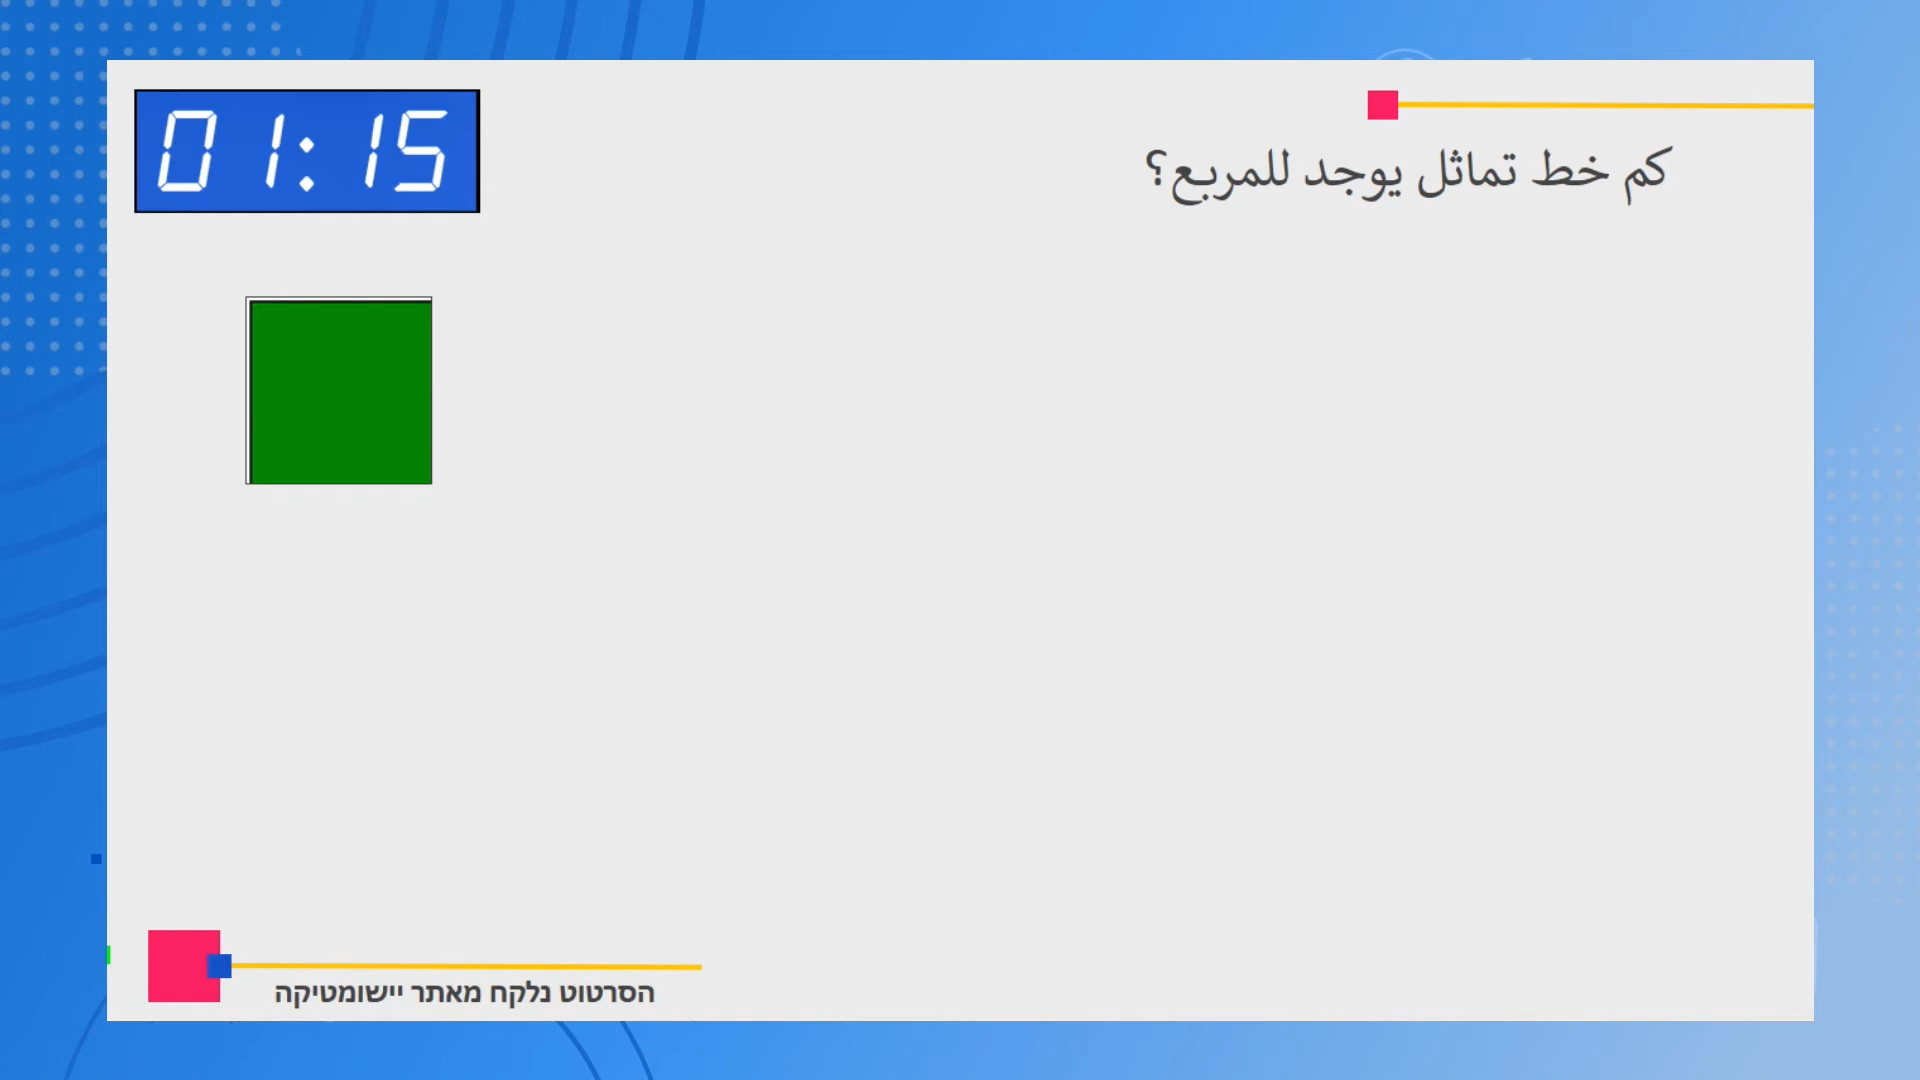 01:15
كم خط تماثل يوجد للمربع؟
הסרטוט נלקח מאתר יישומטיקה